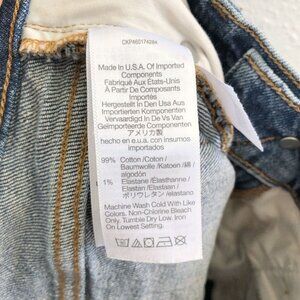 Made In U.S.A. Of Imported
Components
Fabriqué Aux États-Unis
À Partir De Composants
Importés
Hergestellt In Den Usa Aus
Importierten Komponenten
Vervaardigd In De Vs Van
Geïmporteerde Componenten
アメリカ製
hecho en e.u.a. con insumos
importados
99% Cotton /Coton /
Baumwolle /Katoen /綿 /
algodón
1% Elastane /Élasthanne /
Elastan /Elastaan /
ポリウレタン /elastano
Machine Wash Cold With Like
Colors. Non-Chlorine Bleach
Only. Tumble Dry Low. Iron
On Lowest Setting.